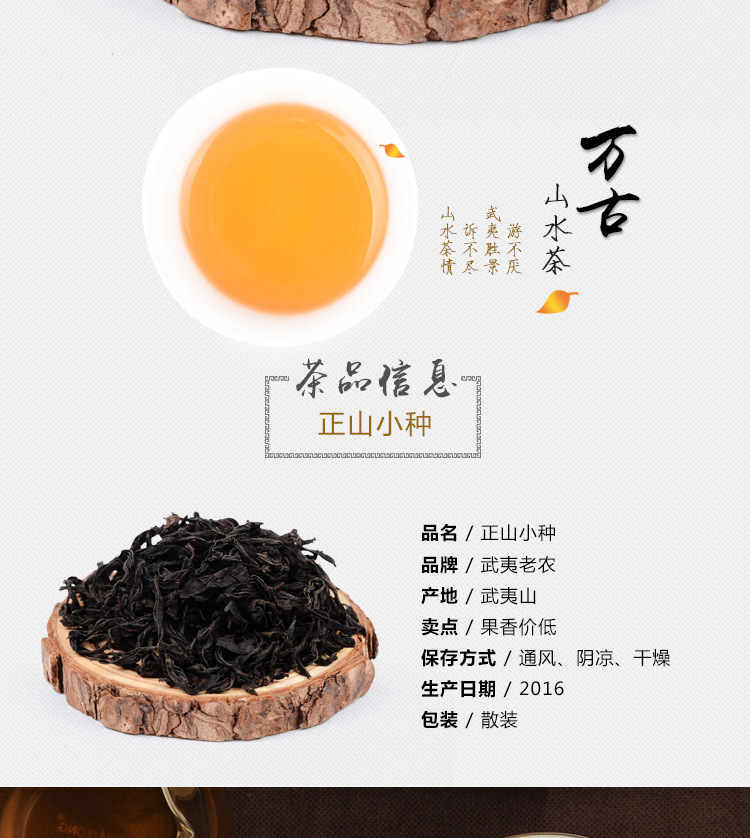 万古
山水茶
游不厌
武夷胜景
诉不尽
山水茶情
茶品信息
正山小种
品名 / 正山小种
品牌 / 武夷老农
产地 / 武夷山
卖点 / 果香价低
保存方式 / 通风、阴凉、干燥
生产日期 / 2016
包装 / 散装